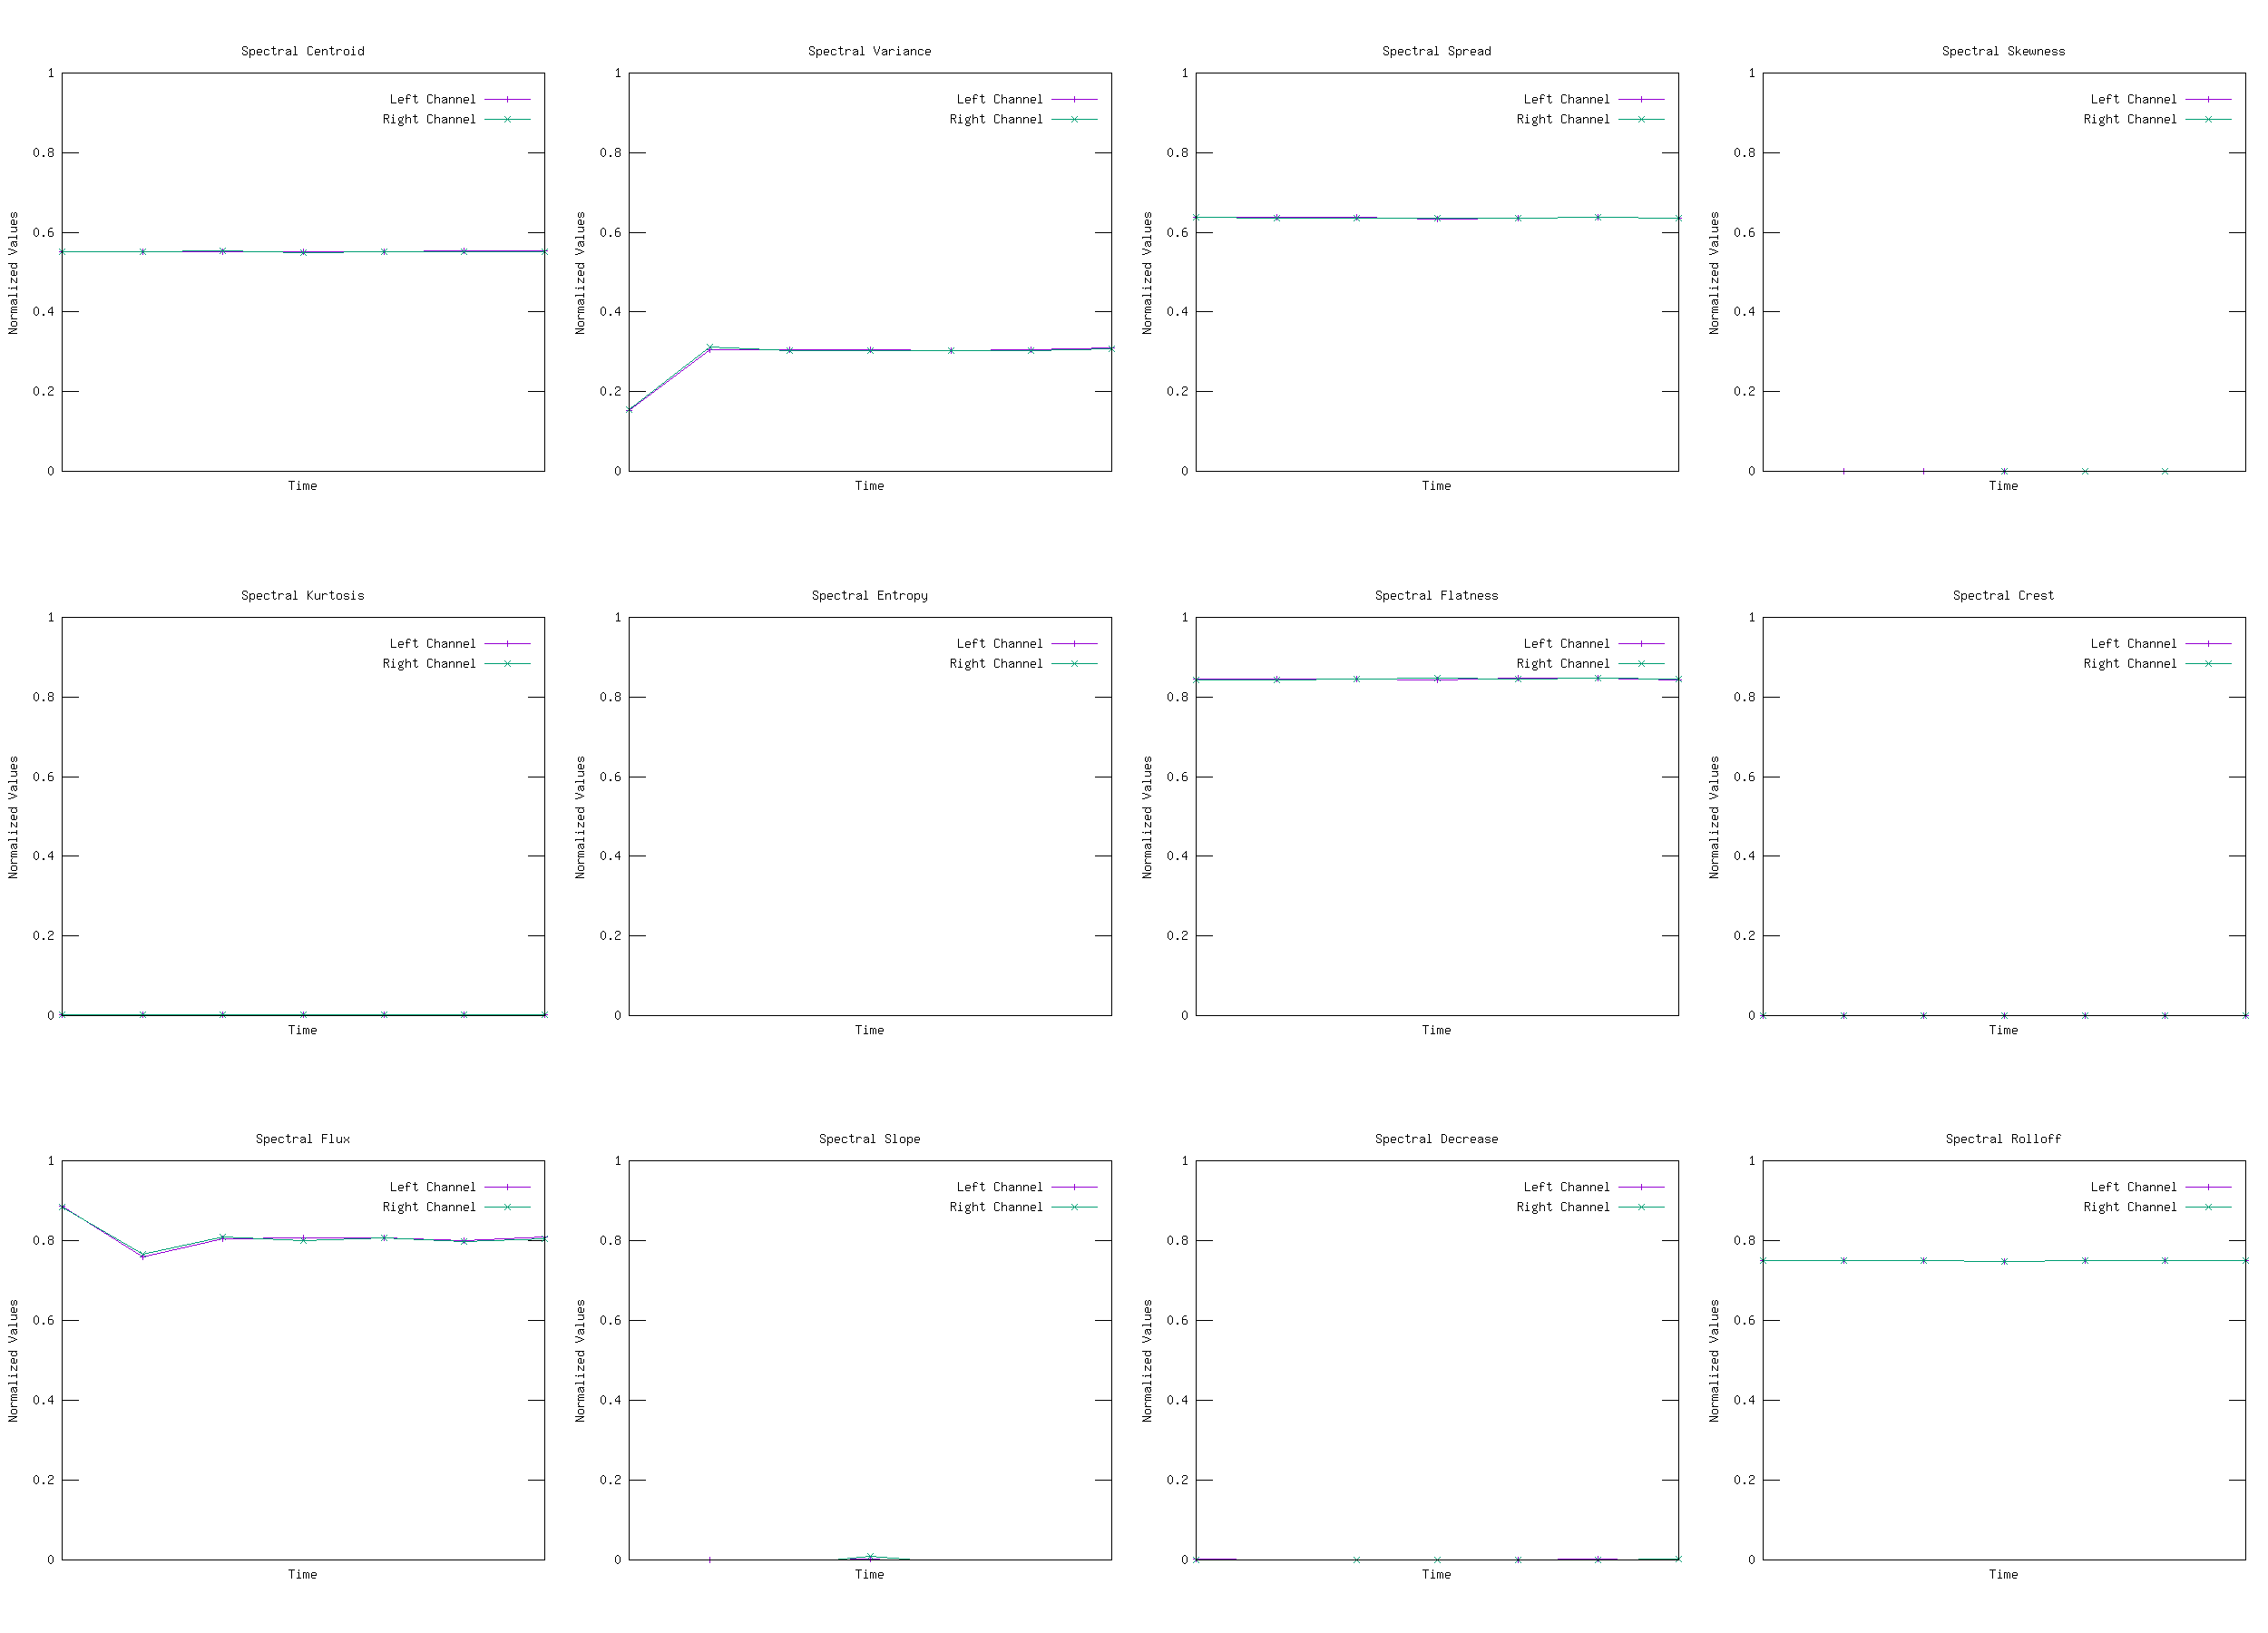 Spectral Centroid
1
0.8
0.6
0.4
0.2
0
Normalized Values
Time
Left Channel
Right Channel
Spectral Variance
1
0.8
0.6
0.4
0.2
0
Normalized Values
Time
Left Channel
Right Channel
Spectral Spread
1
0.8
0.6
0.4
0.2
0
Normalized Values
Time
Left Channel
Right Channel
Spectral Skewness
1
0.8
0.6
0.4
0.2
0
Normalized Values
Time
Left Channel
Right Channel
Spectral Kurtosis
1
0.8
0.6
0.4
0.2
0
Normalized Values
Time
Left Channel
Right Channel
Spectral Entropy
1
0.8
0.6
0.4
0.2
0
Normalized Values
Time
Left Channel
Right Channel
Spectral Flatness
1
0.8
0.6
0.4
0.2
0
Normalized Values
Time
Left Channel
Right Channel
Spectral Crest
1
0.8
0.6
0.4
0.2
0
Normalized Values
Time
Left Channel
Right Channel
Spectral Flux
1
0.8
0.6
0.4
0.2
0
Normalized Values
Time
Left Channel
Right Channel
Spectral Slope
1
0.8
0.6
0.4
0.2
0
Normalized Values
Time
Left Channel
Right Channel
Spectral Decrease
1
0.8
0.6
0.4
0.2
0
Normalized Values
Time
Left Channel
Right Channel
Spectral Rolloff
1
0.8
0.6
0.4
0.2
0
Normalized Values
Time
Left Channel
Right Channel